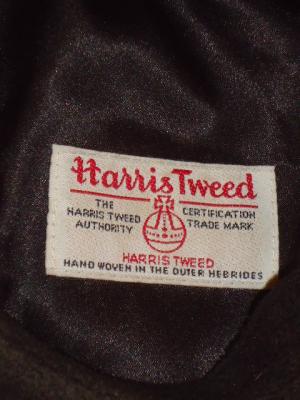 Harris Tweed
THE HARRIS TWEED AUTHORITY
CERTIFICATION TRADE MARK
HARRIS TWEED
HAND WOVEN IN THE OUTER HEBRIDES